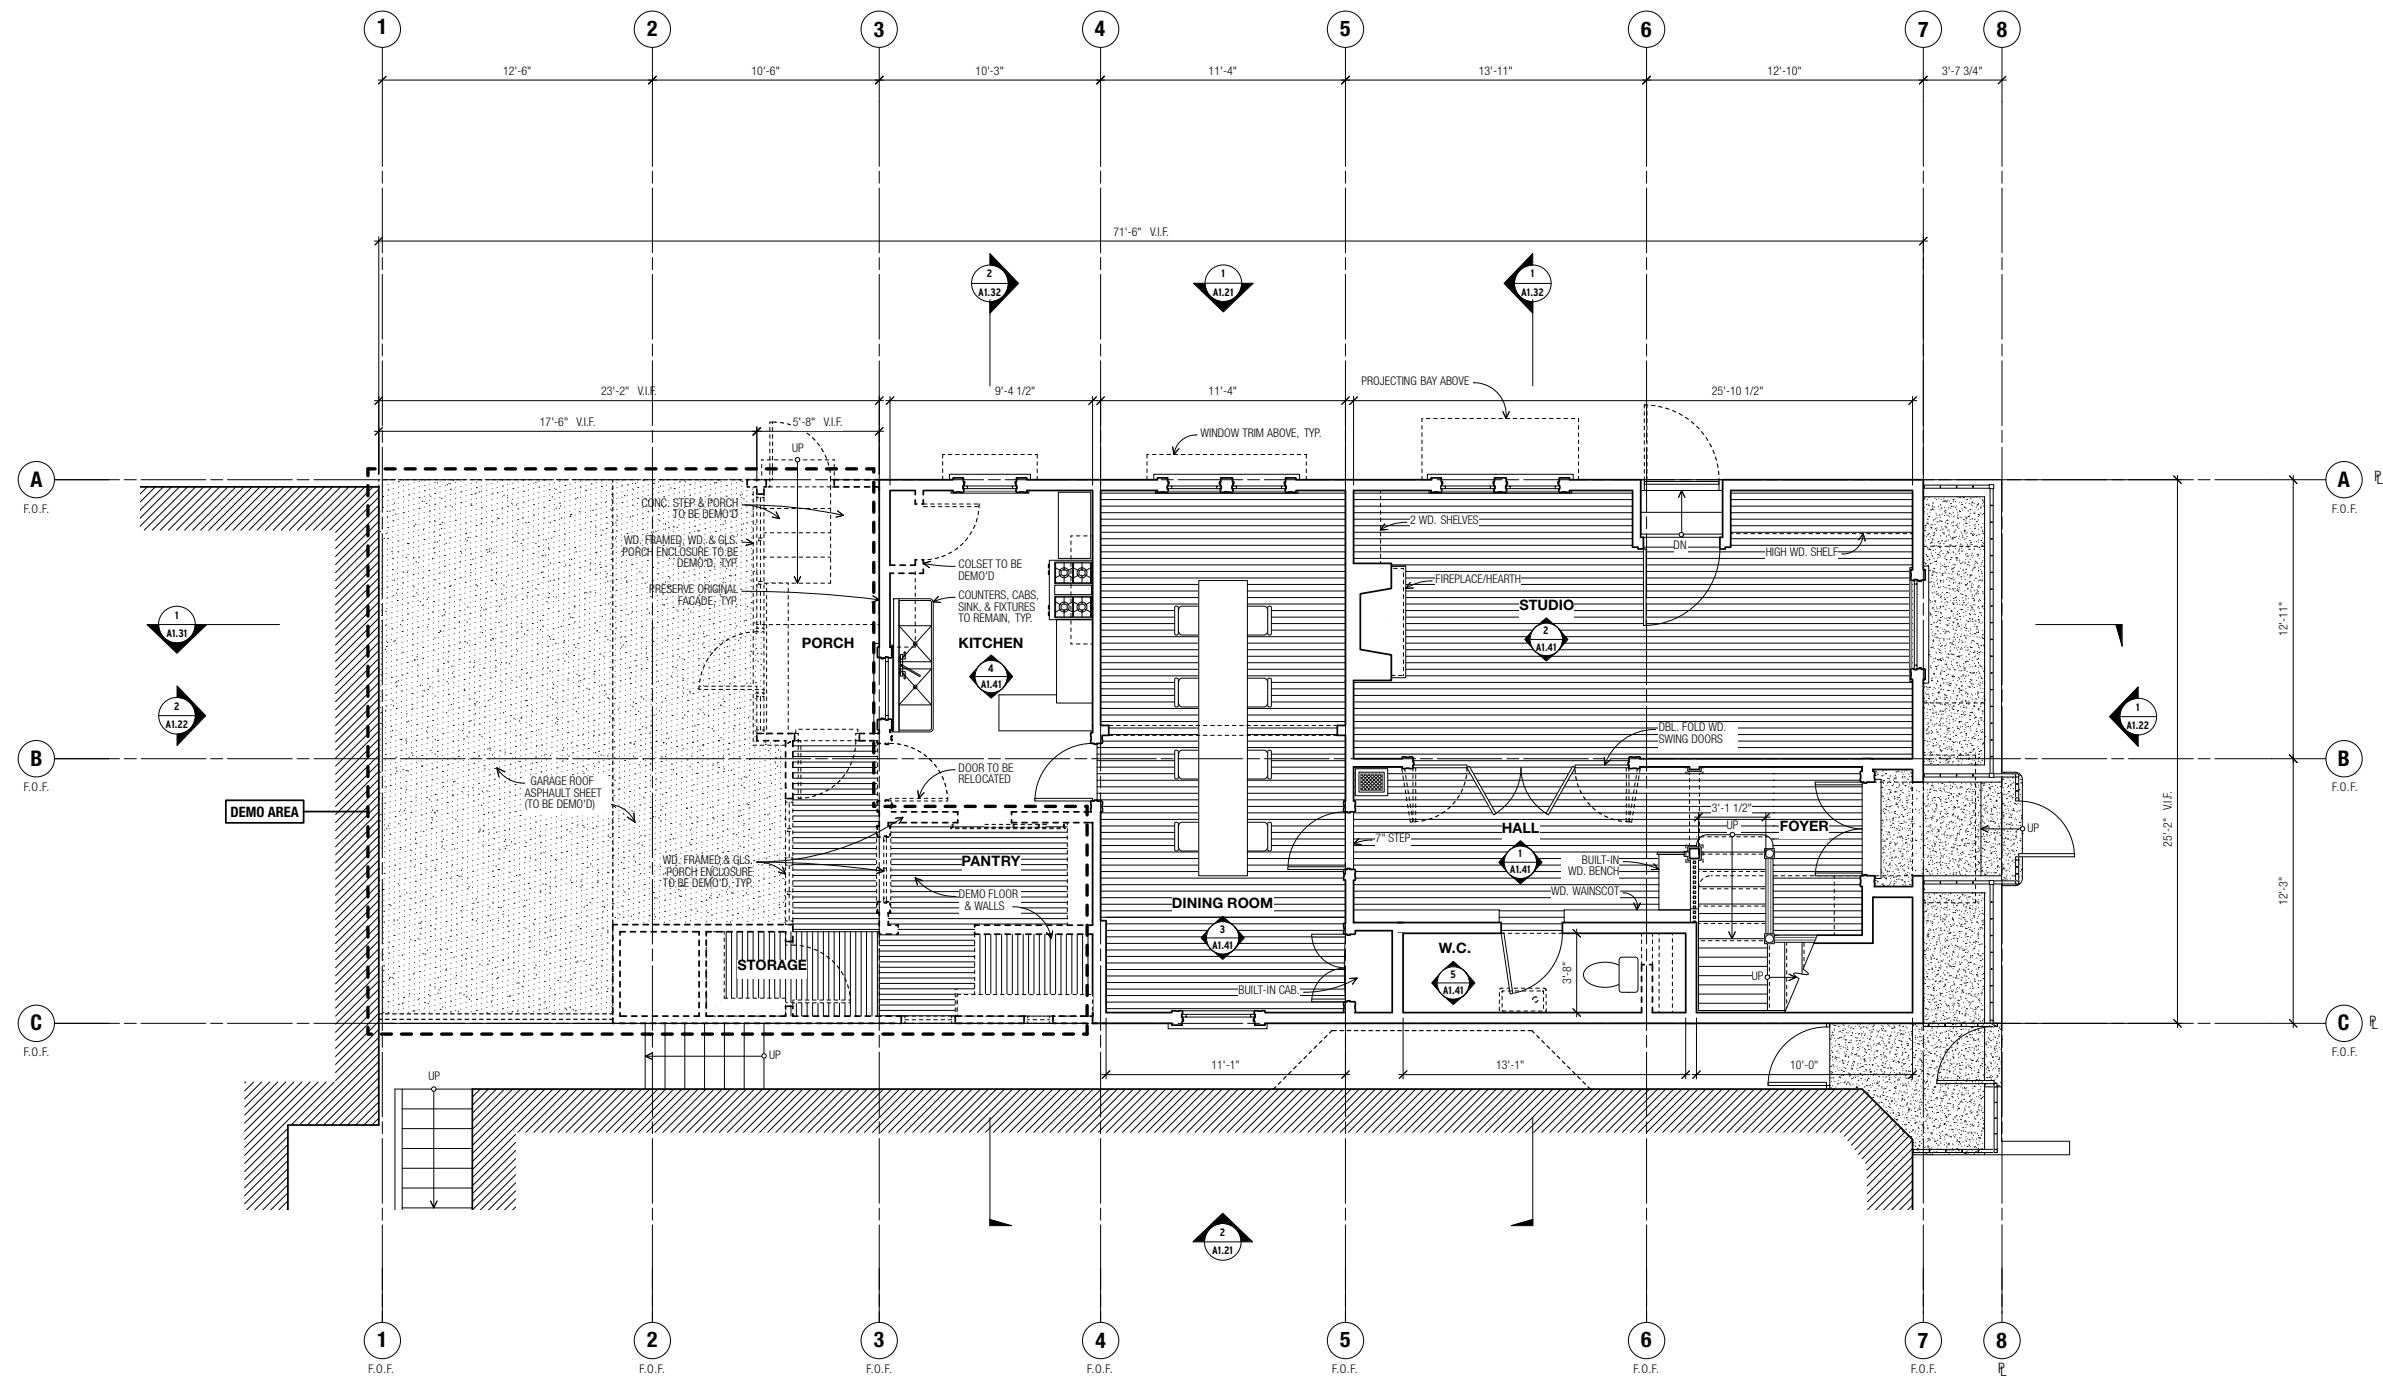 1 2 3 4 5 6 7 8
12'-6" 10'-6" 10'-3" 11'-4" 13'-11" 12'-10" 3'-7 3/4"
71'-6" V.I.F.
2
A1.32
1
A1.21
1
A1.32
PROJECTING BAY ABOVE
23'-2" V.I.F. 9'-4 1/2" 11'-4" 25'-10 1/2"
17'-6" V.I.F. 5'-8" V.I.F.
WINDOW TRIM ABOVE, TYP.
UP
A
F.O.F.
A
F.O.F.
CONC. STEP & PORCH
TO BE DEMO'D
WD. FRAMED, WD. & GLS.
PORCH ENCLOSURE TO BE
DEMO'D, TYP.
PRESERVE ORIGINAL
FACADE, TYP.
COLSET TO BE
DEMO'D
COUNTERS, CABS,
SINK, & FIXTURES
TO REMAIN, TYP.
2 WD. SHELVES
DN
HIGH WD. SHELF
FIREPLACE/HEARTH
STUDIO
2
A1.41
PORCH
KITCHEN
4
A1.41
1
A1.31
2
A1.22
1
A1.22
12'-11"
25'-2" V.I.F.
12'-3"
DBL. FOLD WD.
SWING DOORS
B
F.O.F.
B
F.O.F.
DOOR TO BE
RELOCATED
GARAGE ROOF
ASPHAULT SHEET
(TO BE DEMO'D)
DEMO AREA
3'-1 1/2"
UP
HALL
1
A1.41
FOYER
UP
7" STEP
WD. FRAMED & GLS.
PORCH ENCLOSURE
TO BE DEMO'D, TYP.
PANTRY
BUILT-IN
WD. BENCH
DEMO FLOOR
& WALLS
WD. WAINSCOT
DINING ROOM
3
A1.41
W.C.
5
A1.41
3'-8"
STORAGE
BUILT-IN CAB.
UP
C
F.O.F.
C
F.O.F.
UP
UP
11'-1" 13'-1" 10'-0"
2
A1.21
1 2 3 4 5 6 7 8
F.O.F. F.O.F. F.O.F. F.O.F. F.O.F. F.O.F. F.O.F.